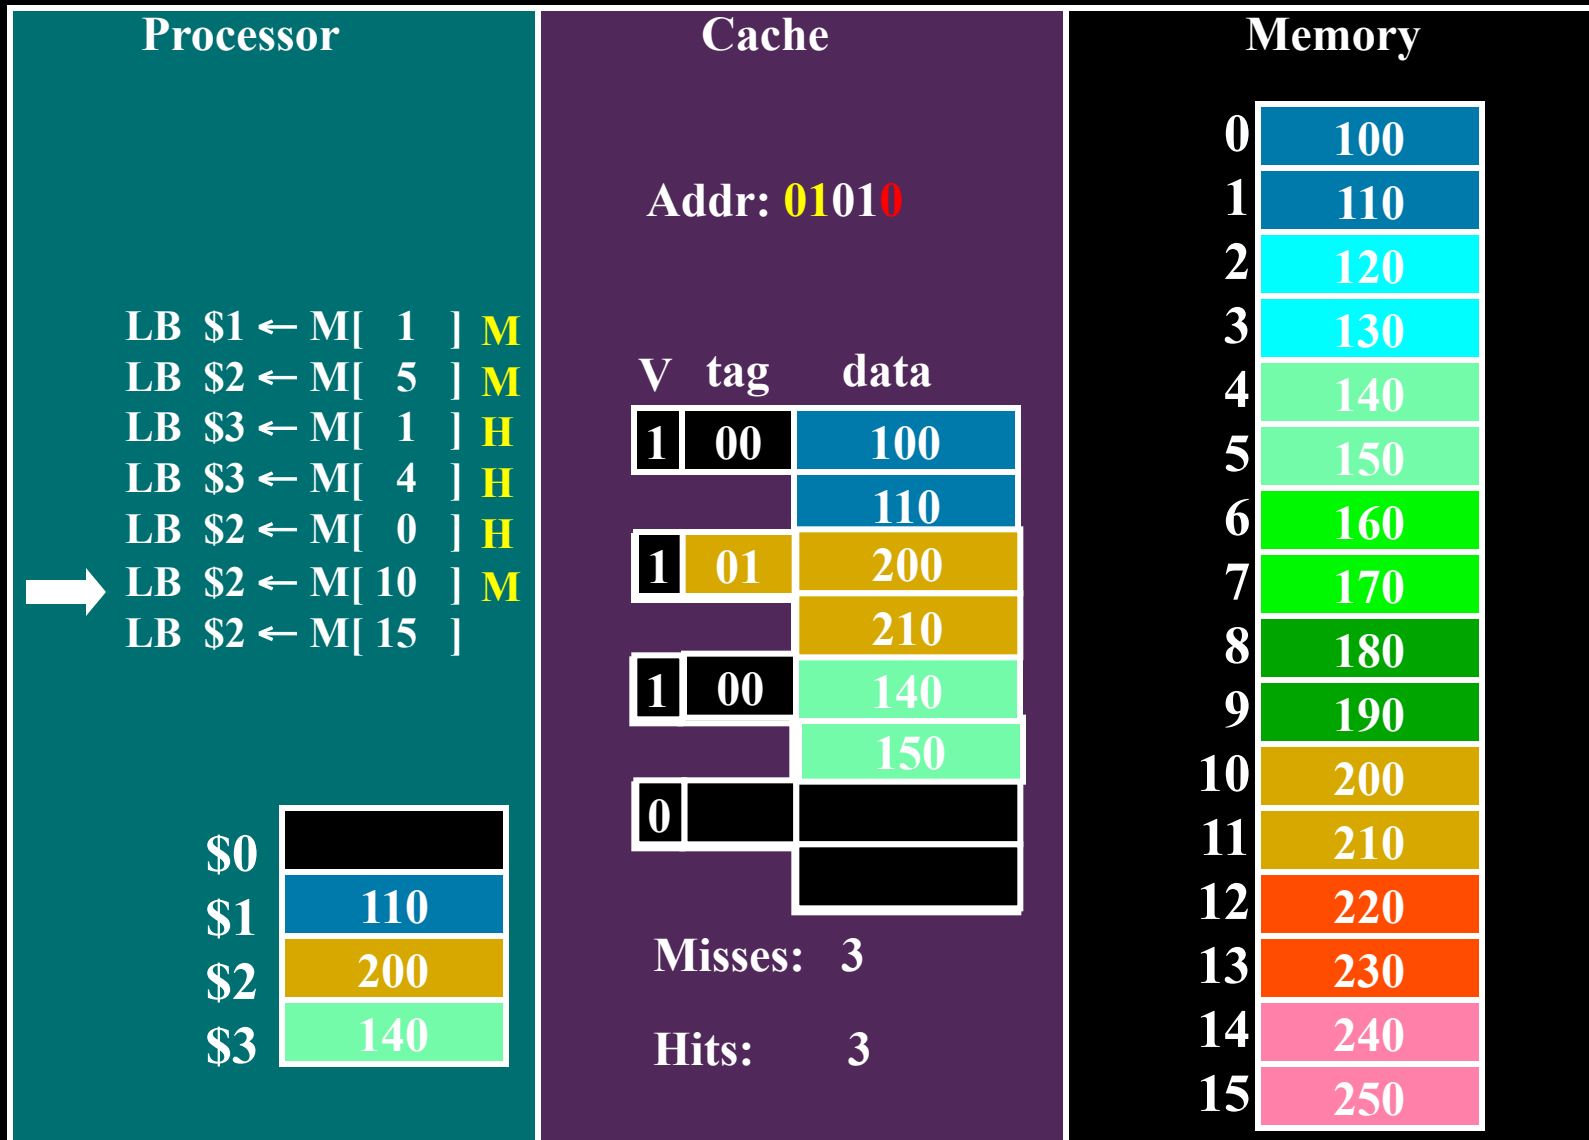 Processor
LB $1 ← M[ 1 ] M
LB $2 ← M[ 5 ] M
LB $3 ← M[ 1 ] H
LB $3 ← M[ 4 ] H
LB $2 ← M[ 0 ] H
LB $2 ← M[ 10 ] M
LB $2 ← M[ 15 ]
$0
$1 110
$2 200
$3 140
Cache
Addr: 01010
V tag data
1 00 100
110
1 01 200
210
1 00 140
150
0
Misses: 3
Hits: 3
Memory
0 100
1 110
2 120
3 130
4 140
5 150
6 160
7 170
8 180
9 190
10 200
11 210
12 220
13 230
14 240
15 250